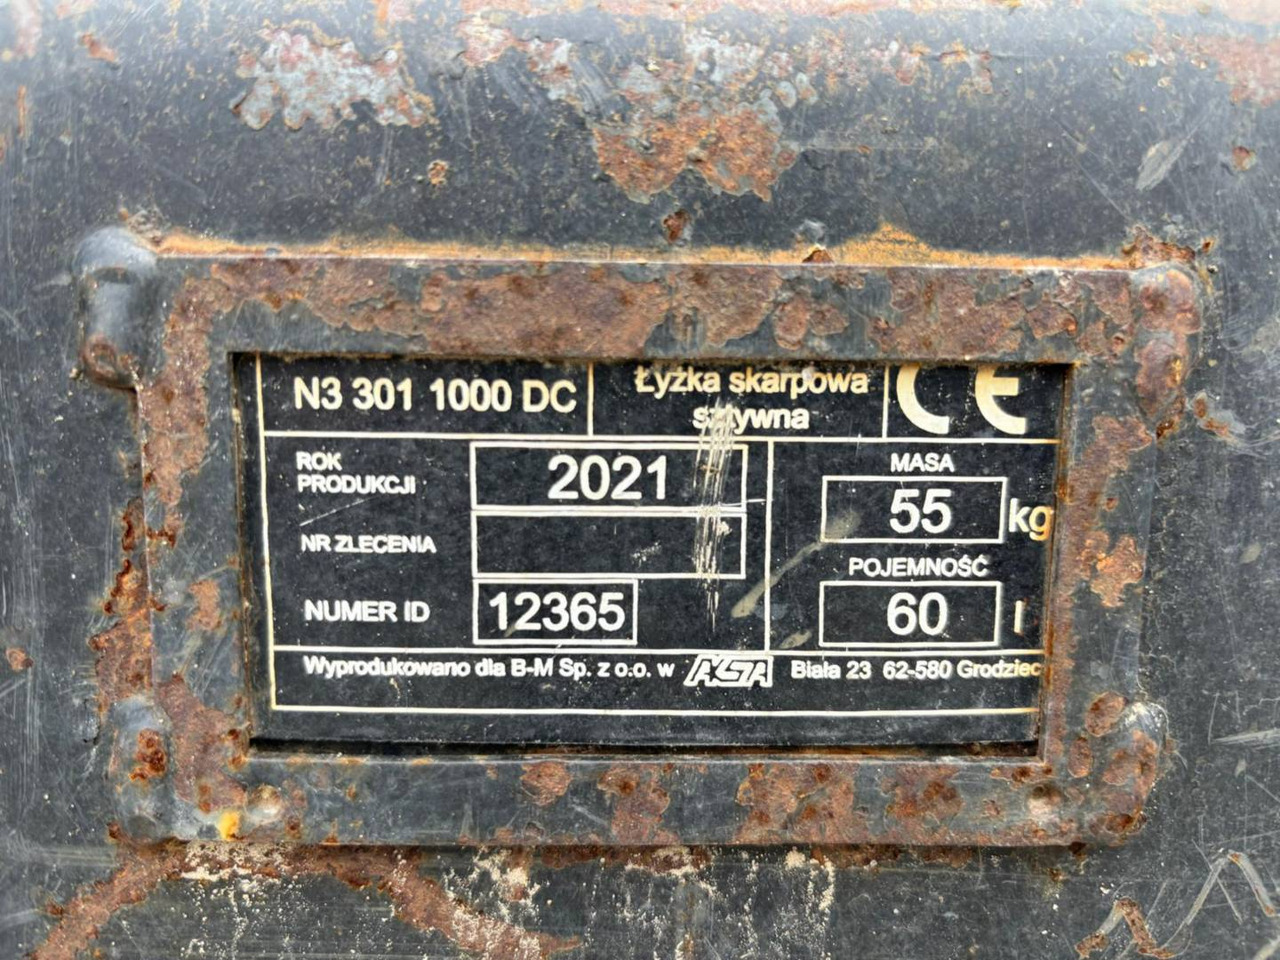 N3 301 1000 DC
Łyżka skarpowa
sztywna
CE
ROK
PRODUKCJI
2021
MASA
55 kg
NR ZLECENIA
POJEMNOŚĆ
60 l
NUMER ID
12365
Wyprodukowano dla B-M Sp. z o.o. w AKSA Biała 23 62-580 Grodziec